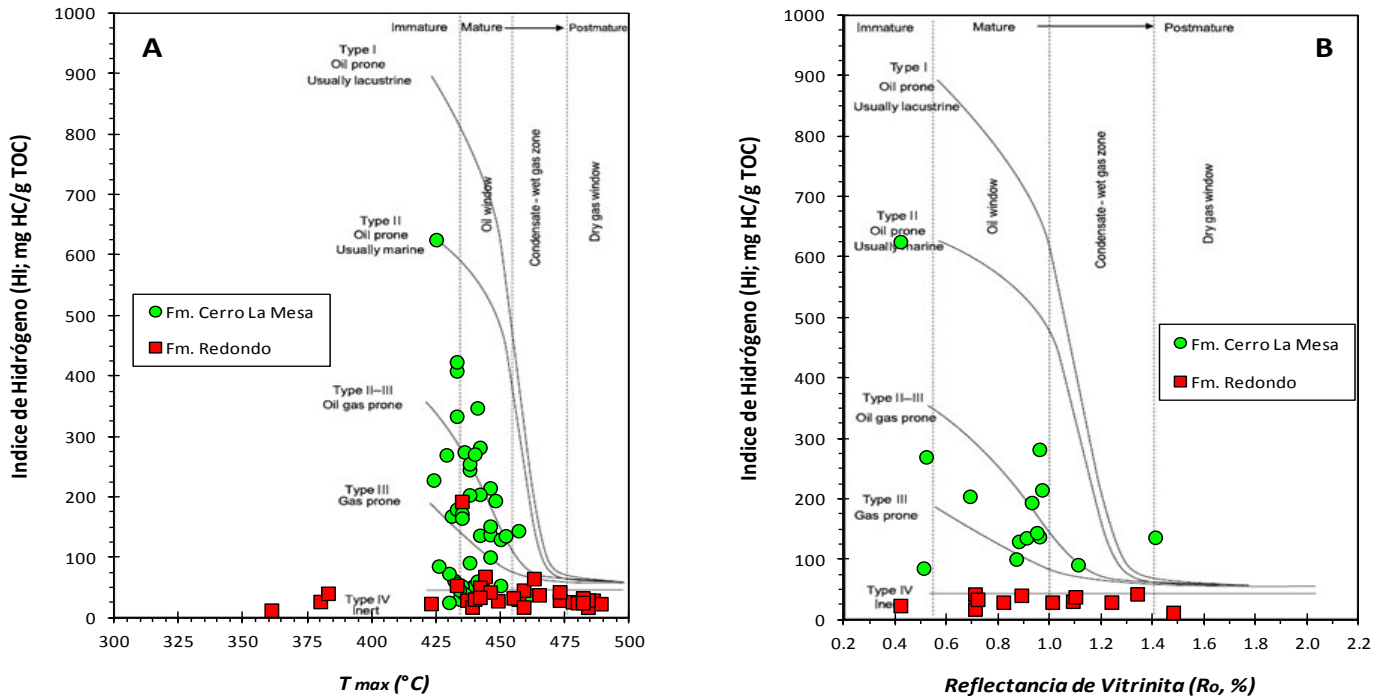 A
Immature
Mature
Postmature
Type I
Oil prone
Usually lacustrine
Type II
Oil prone
Usually marine
Type II–III
Oil gas prone
Type III
Gas prone
Type IV
Inert
Oil window
Condensate - wet gas zone
Dry gas window
Fm. Cerro La Mesa
Fm. Redondo
Indice de Hidrógeno (HI; mg HC/g TOC)
1000
900
800
700
600
500
400
300
200
100
0
300
325
350
375
400
425
450
475
500
T max (°C)
B
Immature
Mature
Postmature
Type I
Oil prone
Usually lacustrine
Type II
Oil prone
Usually marine
Type II–III
Oil gas prone
Type III
Gas prone
Type IV
Inert
Oil window
Condensate - wet gas zone
Dry gas window
Fm. Cerro La Mesa
Fm. Redondo
Indice de Hidrógeno (HI; mg HC/g TOC)
1000
900
800
700
600
500
400
300
200
100
0
0.2
0.4
0.6
0.8
1.0
1.2
1.4
1.6
1.8
2.0
2.2
Reflectancia de Vitrinita (Ro, %)